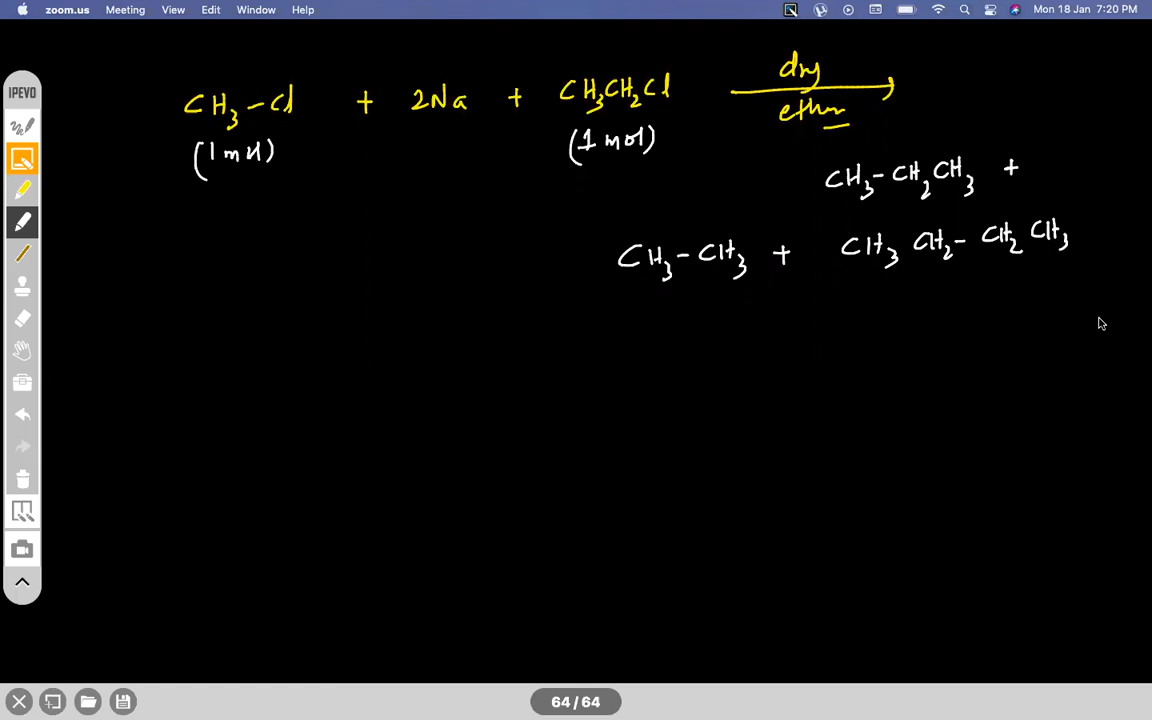 zoom.us Meeting View Edit Window Help Mon 18 Jan 7:20 PM
IPEVO
CH₃–Cl + 2Na + CH₃CH₂Cl dry
ether
(1 mol) (1 mol)
CH₃–CH₂CH₃ +
CH₃–CH₃ + CH₃CH₂–CH₂CH₃
64/64